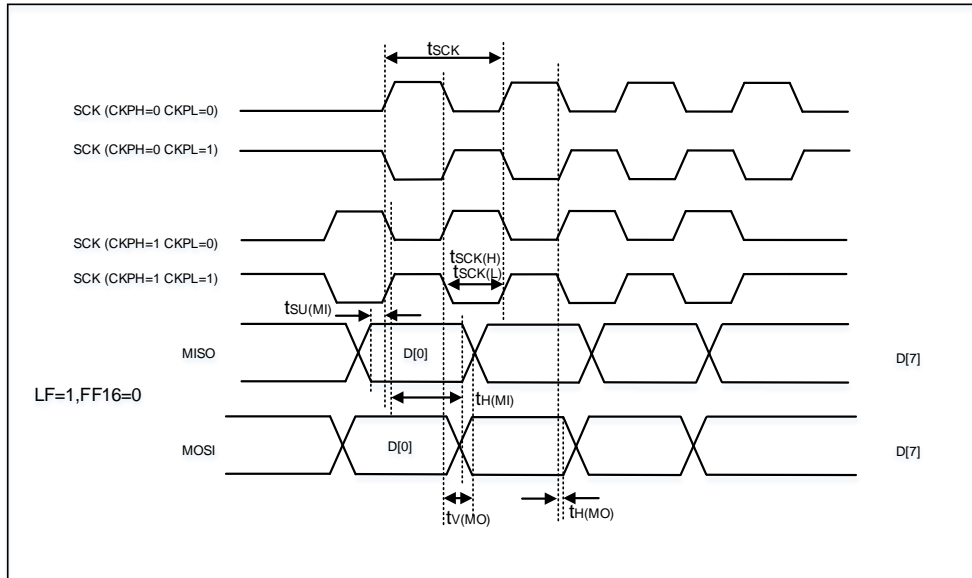 tSCK
SCK (CKPH=0 CKPL=0)
SCK (CKPH=0 CKPL=1)
SCK (CKPH=1 CKPL=0)
tSCK(H)
tSCK(L)
SCK (CKPH=1 CKPL=1)
tSU(MI)
MISO
D[0]
D[7]
LF=1,FF16=0
tH(MI)
MOSI
D[0]
D[7]
tV(MO)
tH(MO)